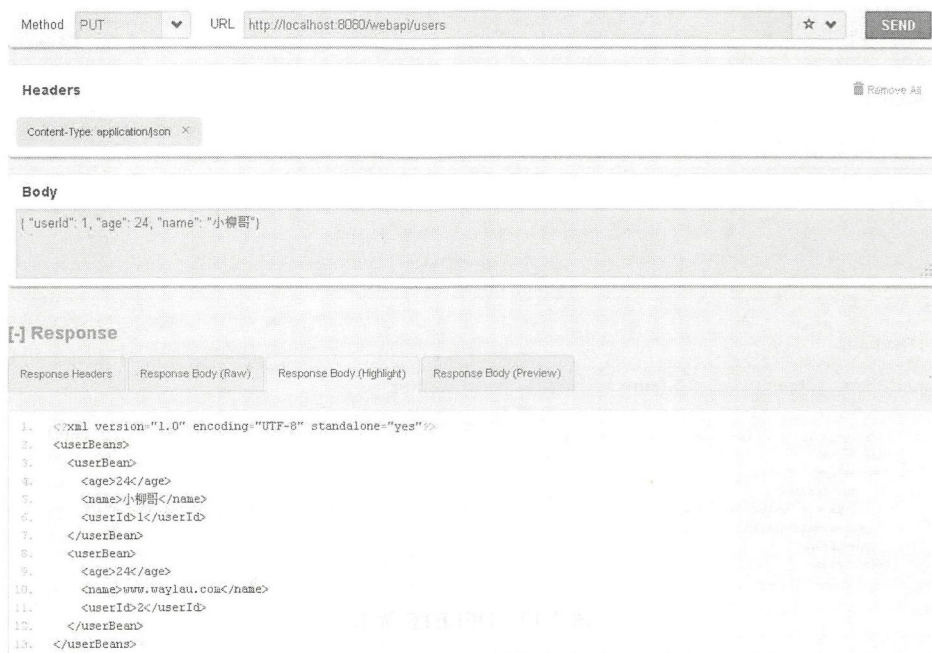 Method PUT URL http://localhost:8080/webapi/users SEND
Headers Remove All
Content-Type: application/json ×
Body
{ "userId": 1, "age": 24, "name": "小柳哥"}
[-] Response
Response Headers Response Body (Raw) Response Body (Highlight) Response Body (Preview)
1. <?xml version="1.0" encoding="UTF-8" standalone="yes"?>
2. <userBeans>
3. <userBean>
4. <age>24</age>
5. <name>小柳哥</name>
6. <userId>1</userId>
7. </userBean>
8. <userBean>
9. <age>24</age>
10. <name>www.waylau.com</name>
11. <userId>2</userId>
12. </userBean>
13. </userBeans>